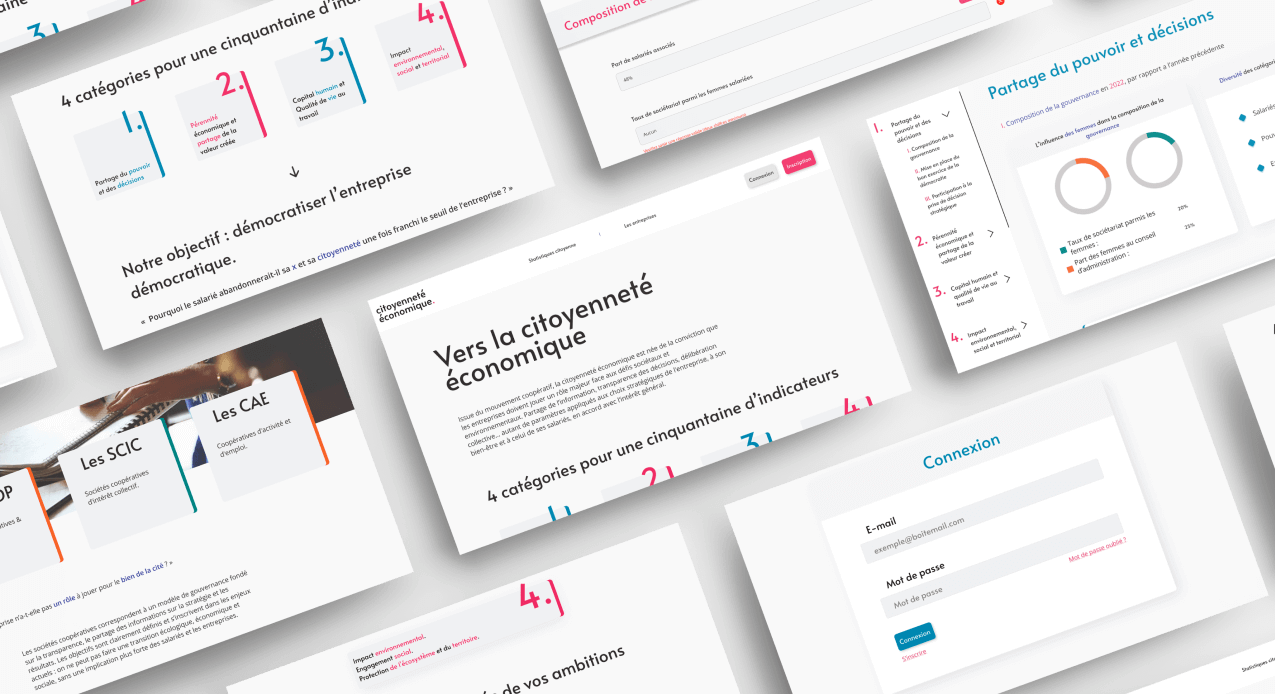 3.
4 catégories pour une cinquantaine d'indi
1.
Partage du pouvoir
et des décisions
2.
Pérennité
économique et
partage de la
valeur créée
3.
Capital humain et
Qualité de vie au
travail
4.
Impact
environnemental,
social et territorial
Notre objectif : démocratiser l'entreprise
démocratique.
« Pourquoi le salarié abandonnerait-il sa x et sa citoyenneté une fois franchi le seuil de l'entreprise ? »
Composition de
Part de salariés associés
48%
Taux de sociétariat parmi les femmes salariées
Aucun
Partage du pouvoir et décisions
I. Composition de la gouvernance en 2022, par rapport a l'année précédente
L'influence des femmes dans la composition de la
gouvernance
Taux de sociétariat parmis les
femmes :
20%
Part des femmes au conseil
d'administration :
25%
Diversité des catégori
Salariés
Pou
E
1. Partage du
pouvoir et des
décisions
I. Composition de la
gouvernance
II. Mise en place du
bon exercice de la
démocratie
III. Participation à la
prise de décision
stratégique
2. Pérennité
économique et
partage de la
valeur créer
3. Capital humain et
qualité de vie au
travail
4. Impact
environnemental,
social et territorial
citoyenneté
économique.
Statistiques citoyenne
Les entreprises
Connexion
Inscription
Vers la citoyenneté
économique
Issue du mouvement coopératif, la citoyenneté économique est née de la conviction que
les entreprises doivent jouer un rôle majeur face aux défis sociétaux et
environnementaux. Partage de l'information, transparence des décisions, délibération
collective... autant de paramètres appliqués aux choix stratégiques de l'entreprise, à son
bien-être et à celui de ses salariés, en accord avec l'intérêt général.
4 catégories pour une cinquantaine d'indicateurs
2.
3.
4.
OP
atives &
Les SCIC
Sociétés coopératives
d'intérêt collectif.
Les CAE
Coopératives d'activité et
d'emploi.
prise n'a-t-elle pas un rôle à jouer pour le bien de la cité ? »
Les sociétés coopératives correspondent à un modèle de gouvernance fondé
sur la transparence, le partage des informations sur la stratégie et les
résultats. Les objectifs sont clairement définis et s'inscrivent dans les enjeux
actuels : on ne peut pas faire une transition écologique, économique et
sociale, sans une implication plus forte des salariés et les entreprises.
4.
Impact environnemental.
Engagement social.
Protection de l'écosystème et du territoire.
de vos ambitions
Connexion
E-mail
exemple@boitemail.com
Mot de passe
Mot de passe
Mot de passe oublié ?
Connexion
S'inscrire
Statistiques cit